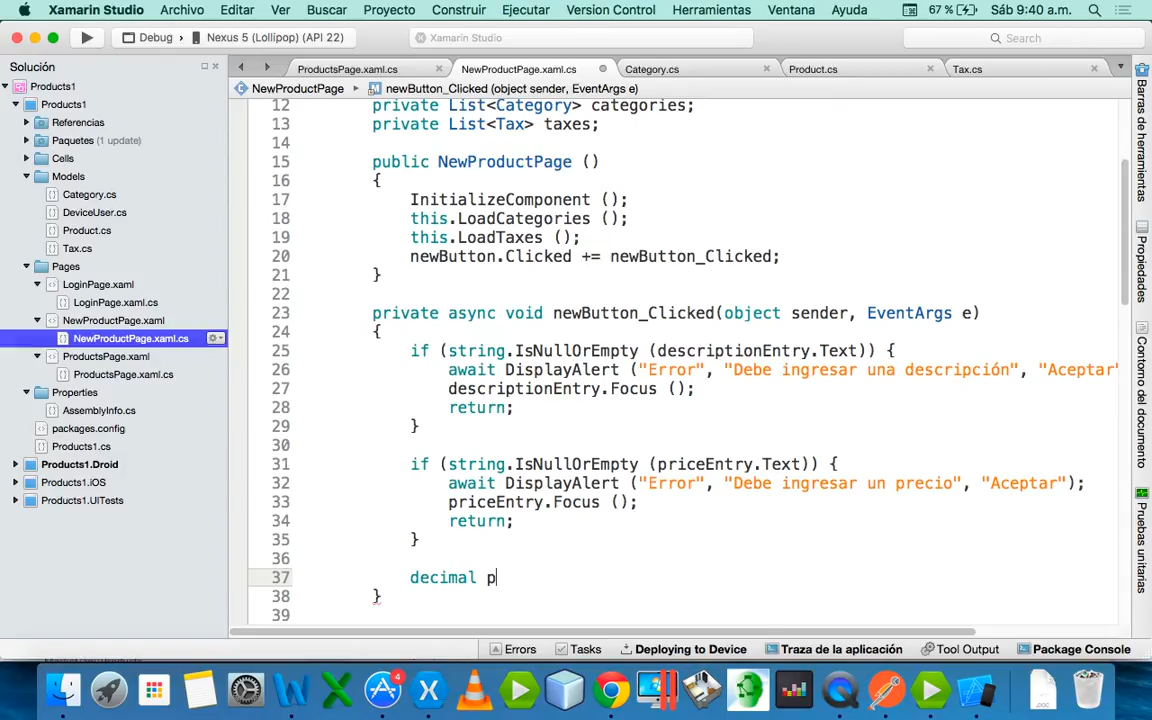 Xamarin Studio Archivo Editar Ver Buscar Proyecto Construir Ejecutar Version Control Herramientas Ventana Ayuda 67 % Sáb 9:40 a.m.
Debug Nexus 5 (Lollipop) (API 22) Xamarin Studio Search
Solución
Products1
Products1
Referencias
Paquetes (1 update)
Cells
Models
Category.cs
DeviceUser.cs
Product.cs
Tax.cs
Pages
LoginPage.xaml
LoginPage.xaml.cs
NewProductPage.xaml
NewProductPage.xaml.cs
ProductsPage.xaml
ProductsPage.xaml.cs
Properties
AssemblyInfo.cs
packages.config
Products1.cs
Products1.Droid
Products1.iOS
Products1.UITests
ProductsPage.xaml.cs NewProductPage.xaml.cs Category.cs Product.cs Tax.cs
NewProductPage newButton_Clicked (object sender, EventArgs e)
12 private List<Category> categories;
13 private List<Tax> taxes;
14
15 public NewProductPage ()
16 {
17 InitializeComponent ();
18 this.LoadCategories ();
19 this.LoadTaxes ();
20 newButton.Clicked += newButton_Clicked;
21 }
22
23 private async void newButton_Clicked(object sender, EventArgs e)
24 {
25 if (string.IsNullOrEmpty (descriptionEntry.Text)) {
26 await DisplayAlert ("Error", "Debe ingresar una descripción", "Aceptar"
27 descriptionEntry.Focus ();
28 return;
29 }
30
31 if (string.IsNullOrEmpty (priceEntry.Text)) {
32 await DisplayAlert ("Error", "Debe ingresar un precio", "Aceptar");
33 priceEntry.Focus ();
34 return;
35 }
36
37 decimal p
38 }
39
Barras de herramientas
Propiedades
Contorno del documento
Pruebas unitarias
Errors Tasks Deploying to Device Traza de la aplicación Tool Output Package Console
4